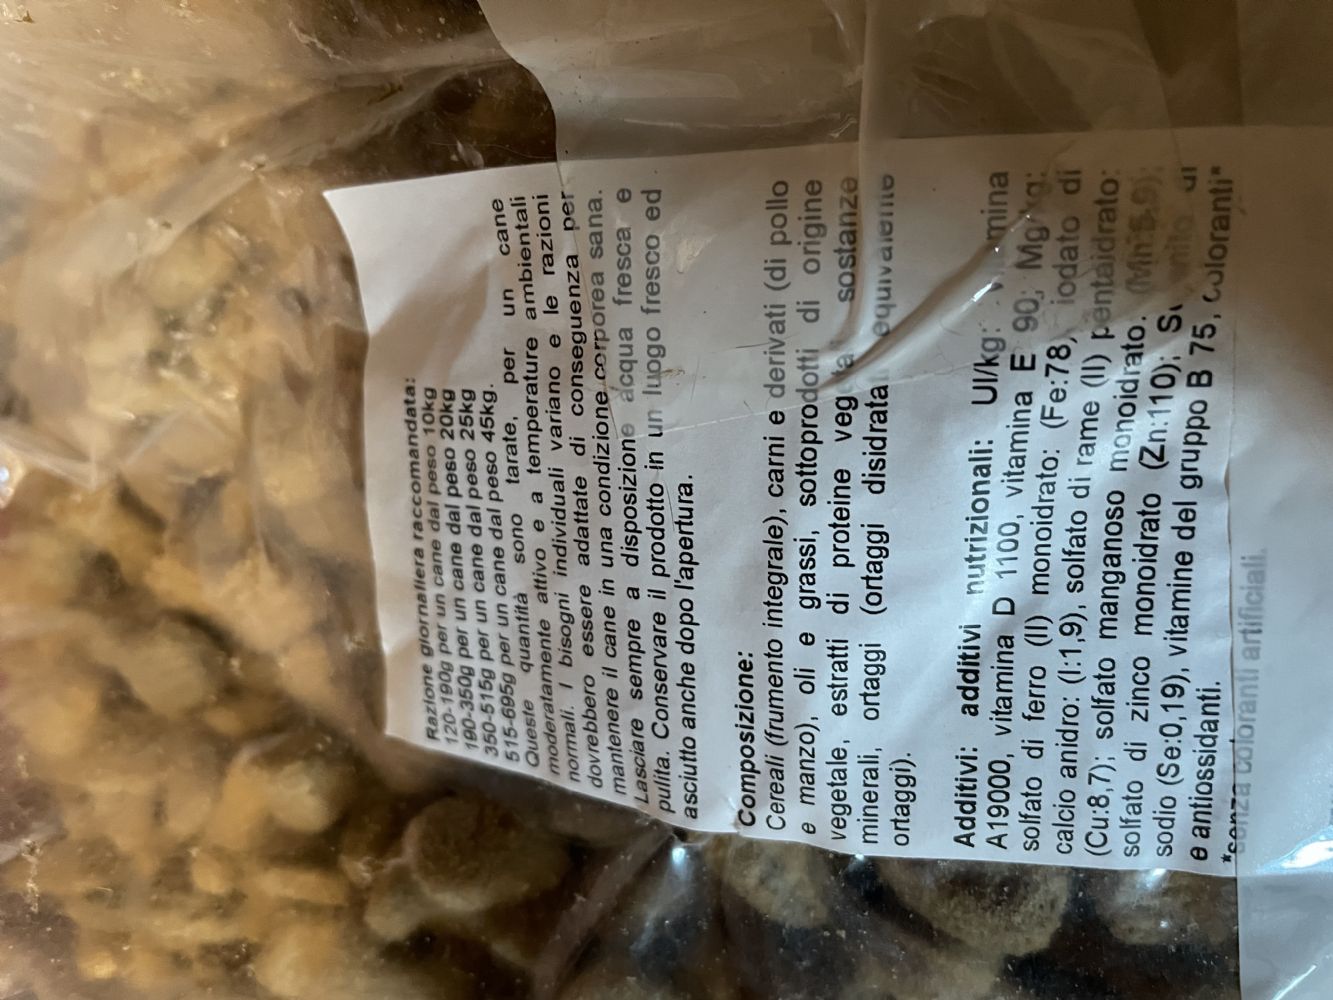 Razione giornaliera raccomandata:
120-190g per un cane dal peso 10kg
190-350g per un cane dal peso 20kg
350-515g per un cane dal peso 25kg
515-695g per un cane dal peso 45kg.
Queste quantità sono tarate, per un cane
moderatamente attivo e a temperature ambientali
normali. I bisogni individuali variano e le razioni
dovrebbero essere adattate di conseguenza per
mantenere il cane in una condizione corporea sana.
Lasciare sempre a disposizione acqua fresca e
pulita. Conservare il prodotto in un luogo fresco ed
asciutto anche dopo l'apertura.
Composizione:
Cereali (frumento integrale), carni e derivati (di pollo
e manzo), oli e grassi, sottoprodotti di origine
vegetale, estratti di proteine sostanze
minerali, ortaggi (ortaggi disidratati
ortaggi).
Additivi: additivi nutrizionali: UI/kg:
A19000, vitamina D 1100, vitamina E 90; Mg/kg:
solfato di ferro (II) monoidrato: (Fe:78, iodato di
calcio anidro: (I:1,9), solfato di rame (II) pentaidrato:
(Cu:8,7); solfato manganoso monoidrato.
solfato di zinco monoidrato (Zn:110); di
sodio (Se:0,19), vitamine del gruppo B 75, Coloranti*
e antiossidanti.
*senza coloranti artificiali.